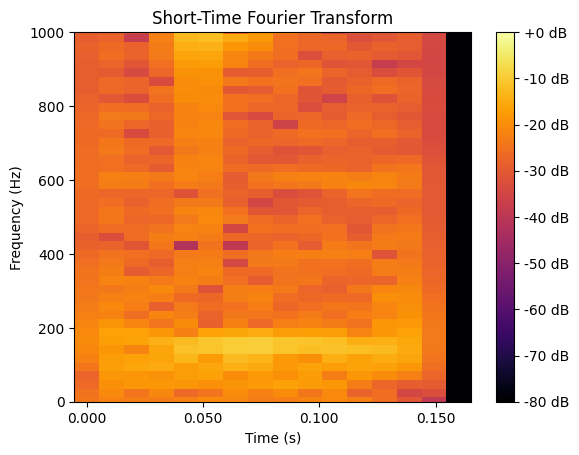 Short-Time Fourier Transform
1000
800
600
400
200
0
Frequency (Hz)
0.000
0.050
0.100
0.150
Time (s)
+0 dB
-10 dB
-20 dB
-30 dB
-40 dB
-50 dB
-60 dB
-70 dB
-80 dB